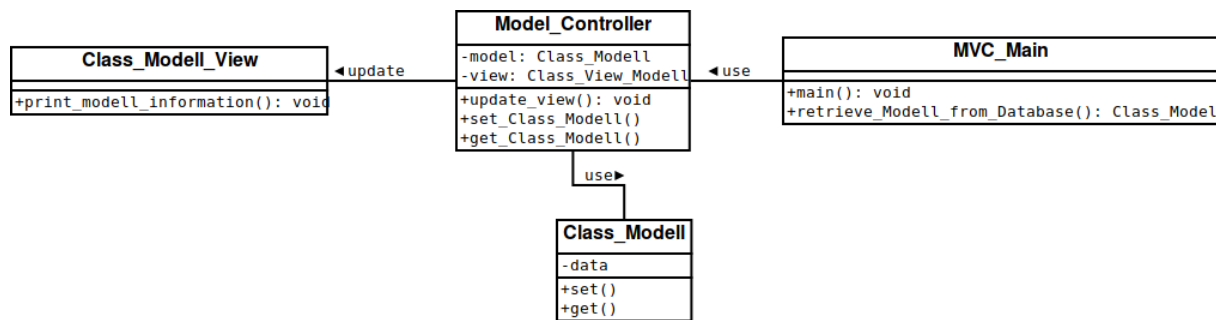 Class_Modell_View
+print_modell_information(): void
◄update
Model_Controller
-model: Class_Modell
-view: Class_View_Modell
+update_view(): void
+set_Class_Modell()
+get_Class_Modell()
◄use
MVC_Main
+main(): void
+retrieve_Modell_from_Database(): Class_Model
use►
Class_Modell
-data
+set()
+get()